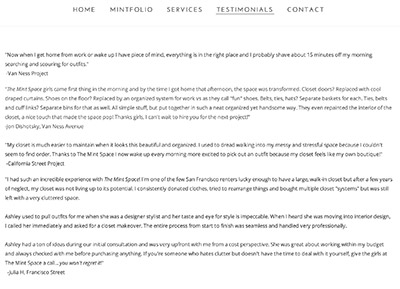 HOME MINTFOLIO SERVICES TESTIMONIALS CONTACT
"Now when I get home from work or wake up I have piece of mind, everything is in the right place and I probably shave about 15 minutes off my morning
searching and scouring for outfits."
-Van Ness Project
"The Mint Space girls came first thing in the morning and by the time I got home that afternoon, the space was transformed. Closet doors? Replaced with cool
draped curtains. Shoes on the floor? Replaced by an organized system for work vs as they call "fun" shoes. Belts, ties, hats? Separate baskets for each. Ties, belts
and cuff links? Separate bins for that as well. All simple stuff, but put together in such a neat organized yet handsome way. They even repainted the interior of the
closet, a nice touch that made the space pop! Thanks girls, I can't wait to hire you for the next project!"
-Jon Dishotsky, Van Ness Avenue
"My closet is much easier to maintain when it looks this beautiful and organized. I used to dread walking into my messy and stressful space because I couldn't
seem to find order. Thanks to The Mint Space I now wake up every morning more excited to pick out an outfit because my closet feels like my own boutique!"
-California Street Project
"I had such an incredible experience with The Mint Space! I'm one of the few San Francisco renters lucky enough to have a large, walk-in closet but after a few years
of neglect, my closet was not living up to its potential. I consistently donated clothes, tried to rearrange things and bought multiple closet "systems" but was still
left with a very cluttered space.
Ashley used to pull outfits for me when she was a designer stylist and her taste and eye for style is impeccable. When I heard she was moving into interior design,
I called her immediately and asked for a closet makeover. The entire process from start to finish was seamless and handled very professionally.
Ashley had a ton of ideas during our initial consultation and was very upfront with me from a cost perspective. She was great about working within my budget
and always checked with me before purchasing anything. If you're someone who hates clutter but doesn't have the time to deal with it yourself, give the girls at
The Mint Space a call... you won't regret it!"
-Julia H, Francisco Street